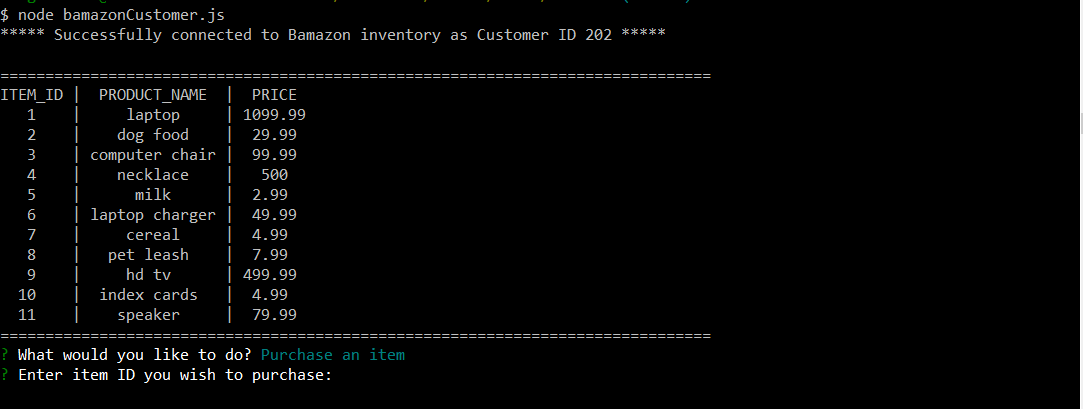 $ node bamazonCustomer.js
***** Successfully connected to Bamazon inventory as Customer ID 202 *****
===============================================================================
ITEM_ID | PRODUCT_NAME | PRICE
1 | laptop | 1099.99
2 | dog food | 29.99
3 | computer chair | 99.99
4 | necklace | 500
5 | milk | 2.99
6 | laptop charger | 49.99
7 | cereal | 4.99
8 | pet leash | 7.99
9 | hd tv | 499.99
10 | index cards | 4.99
11 | speaker | 79.99
===============================================================================
? What would you like to do? Purchase an item
? Enter item ID you wish to purchase: